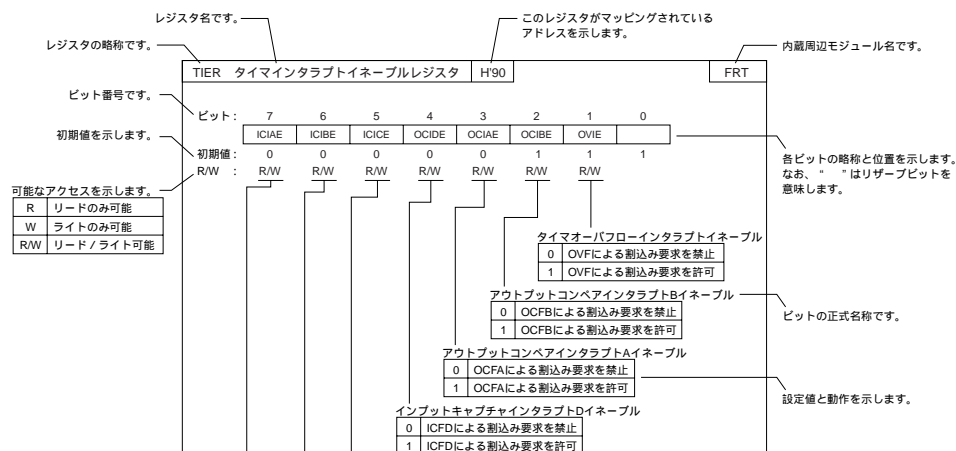 レジスタ名です。
このレジスタがマッピングされている
アドレスを示します。
レジスタの略称です。
内蔵周辺モジュール名です。
TIER タイマインタラプトイネーブルレジスタ H'90 FRT
ビット番号です。
ビット: 7 6 5 4 3 2 1 0
ICIAE ICIBE ICICE OCIDE OCIAE OCIBE OVIE
初期値を示します。
初期値: 0 0 0 0 0 1 1 1
R/W : R/W R/W R/W R/W R/W R/W R/W
各ビットの略称と位置を示します。
なお、“ ”はリザーブビットを
意味します。
可能なアクセスを示します。
R リードのみ可能
W ライトのみ可能
R/W リード / ライト可能
タイマオーバフローインタラプトイネーブル
0 OVFによる割込み要求を禁止
1 OVFによる割込み要求を許可
アウトプットコンペアインタラプトBイネーブル
0 OCFBによる割込み要求を禁止
1 OCFBによる割込み要求を許可
ビットの正式名称です。
アウトプットコンペアインタラプトAイネーブル
0 OCFAによる割込み要求を禁止
1 OCFAによる割込み要求を許可
設定値と動作を示します。
インプットキャプチャインタラプトDイネーブル
0 ICFDによる割込み要求を禁止
1 ICFDによる割込み要求を許可